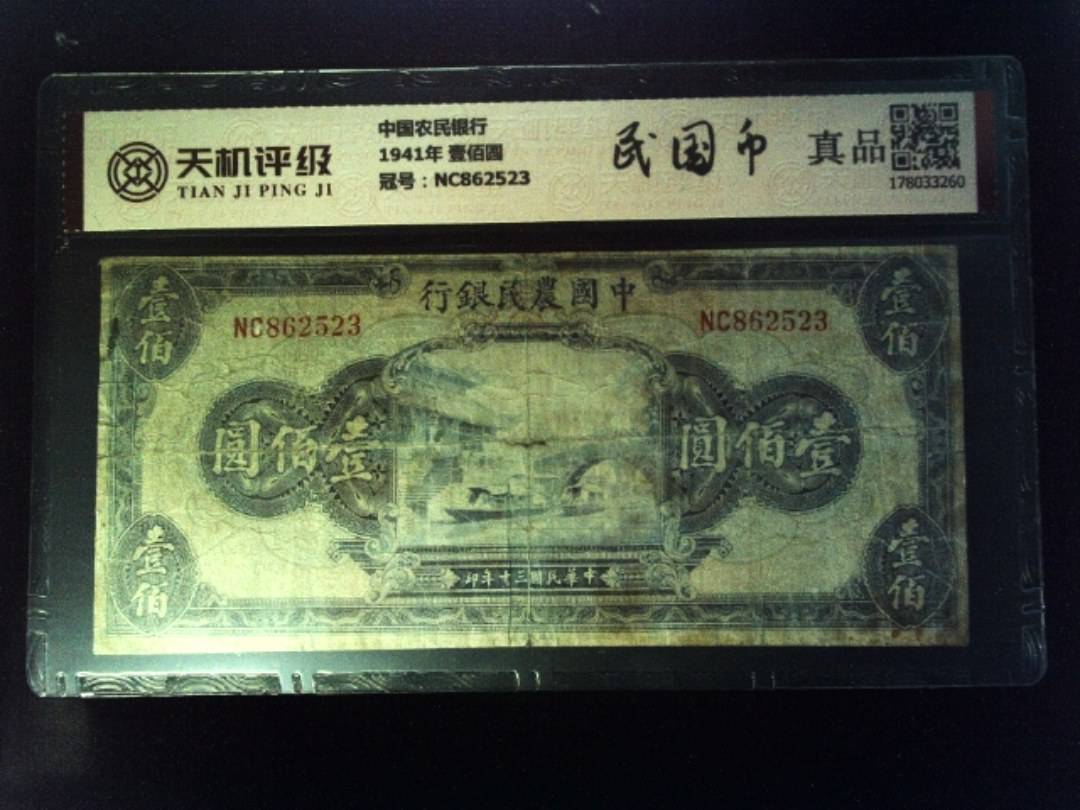 天机评级
TIAN JI PING JI
中国农民银行
1941年 壹佰圆
冠号：NC862523
民国币
真品
178033260
行銀民農國中
壹佰
壹佰
NC862523
NC862523
圓佰壹
圓佰壹
印年十三國民華中
壹佰
壹佰